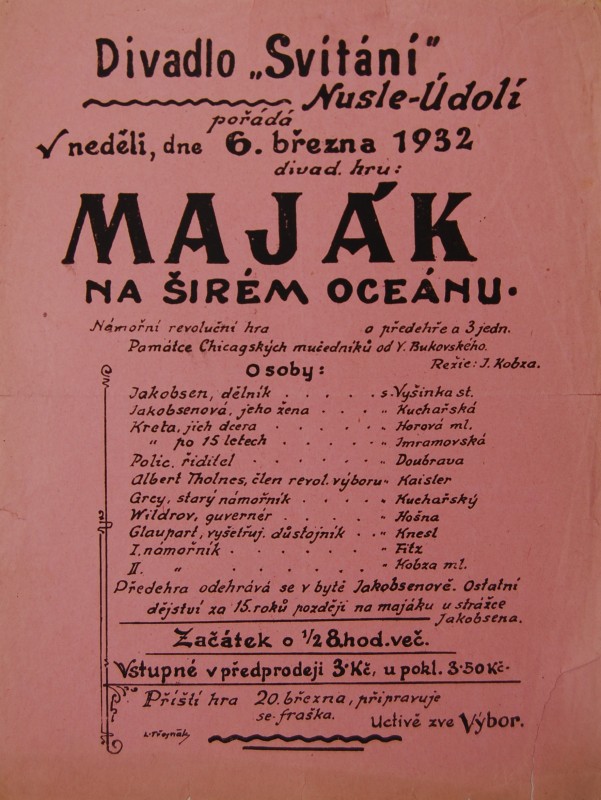 Divadlo „Svítání",
Nusle-Údolí
pořádá
v neděli, dne 6. března 1932
divad. hru:
MAJÁK
NA ŠIRÉM OCEÁNU.
Námořní revoluční hra o předehře a 3 jedn.
Památce Chicagských mučedníků od V. Bukovského.
Režie: J. Kobza.
Osoby:
Jakobsen, dělník . . . . . s. Vyšinka st.
Jakobsenová, jeho žena . . . . „ Kuchařská
Kreta, jich dcera . . . . . . „ Horová ml.
„ po 15 letech . . . . . „ Imramovská
Polic. řiditel . . . . . . . „ Doubrava
Albert Tholnes, člen revol. výboru „ Kaisler
Grey, starý námořník . . . . . „ Kuchařský
Wildrov, guvernér . . . . . „ Hošna
Glaupart, vyšetřuj. důstojník . . „ Knesl
I. námořník . . . . . . . . „ Fitz
II. „ . . . . . . . . „ Kobza ml.
Předehra odehrává se v bytě Jakobsenově. Ostatní
dějství za 15. roků později na majáku u strážce
Jakobsena.
Začátek o ½ 8 hod. več.
Vstupné v předprodeji 3·Kč, u pokl. 3·50 Kč·
Příští hra 20. března, připravuje
se fraška.
Uctivě zve Výbor.